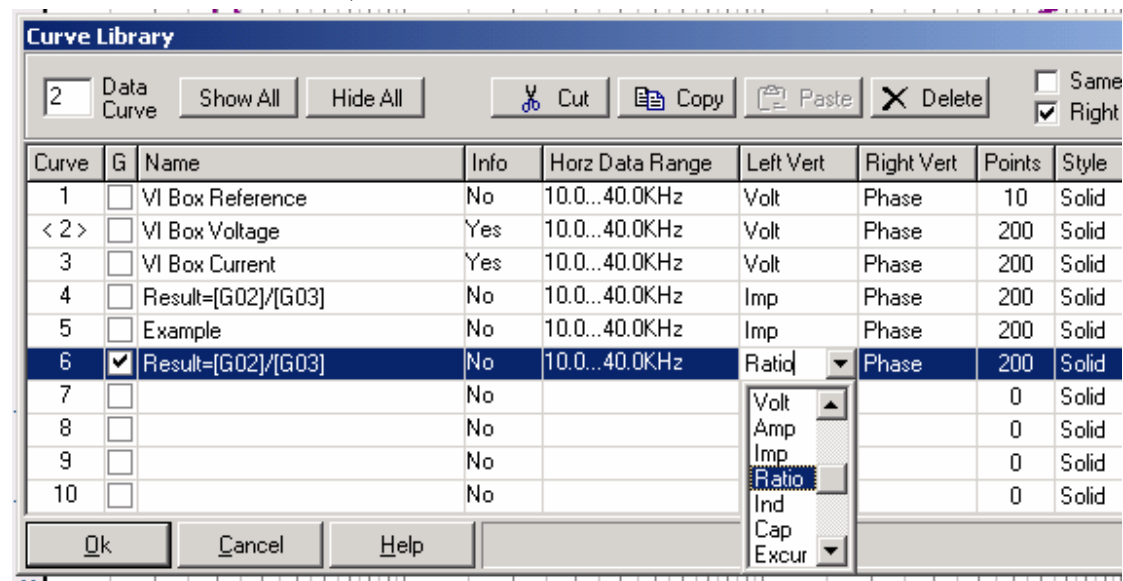 Curve Library
2 Data Curve Show All Hide All Cut Copy Paste Delete Same
Right
Curve G Name Info Horz Data Range Left Vert Right Vert Points Style
1 VI Box Reference No 10.0...40.0KHz Volt Phase 10 Solid
<2> VI Box Voltage Yes 10.0...40.0KHz Volt Phase 200 Solid
3 VI Box Current Yes 10.0...40.0KHz Volt Phase 200 Solid
4 Result=[G02]/[G03] No 10.0...40.0KHz Imp Phase 200 Solid
5 Example No 10.0...40.0KHz Imp Phase 200 Solid
6 Result=[G02]/[G03] No 10.0...40.0KHz Ratio Phase 200 Solid
7 No 0 Solid
8 No 0 Solid
9 No 0 Solid
10 No 0 Solid
Volt
Amp
Imp
Ratio
Ind
Cap
Excur
Ok Cancel Help